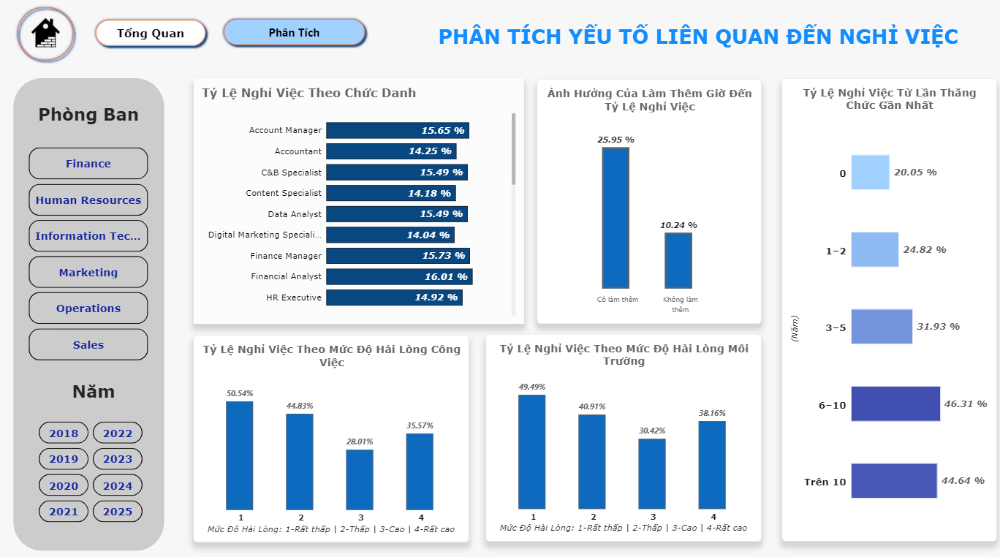 Tổng Quan
Phân Tích
PHÂN TÍCH YẾU TỐ LIÊN QUAN ĐẾN NGHỈ VIỆC
Phòng Ban
Finance
Human Resources
Information Tec...
Marketing
Operations
Sales
Năm
2018
2022
2019
2023
2020
2024
2021
2025
Tỷ Lệ Nghỉ Việc Theo Chức Danh
Account Manager
15.65 %
Accountant
14.25 %
C&B Specialist
15.49 %
Content Specialist
14.18 %
Data Analyst
15.49 %
Digital Marketing Speciali...
14.04 %
Finance Manager
15.73 %
Financial Analyst
16.01 %
HR Executive
14.92 %
Ảnh Hưởng Của Làm Thêm Giờ Đến
Tỷ Lệ Nghỉ Việc
25.95 %
10.24 %
Có làm thêm
Không làm
thêm
Tỷ Lệ Nghỉ Việc Từ Lần Thăng
Chức Gần Nhất
(Năm)
0
20.05 %
1–2
24.82 %
3–5
31.93 %
6–10
46.31 %
Trên 10
44.64 %
Tỷ Lệ Nghỉ Việc Theo Mức Độ Hài Lòng Công
Việc
50.54%
44.83%
28.01%
35.57%
1
2
3
4
Mức Độ Hài Lòng: 1-Rất thấp | 2-Thấp | 3-Cao | 4-Rất cao
Tỷ Lệ Nghỉ Việc Theo Mức Độ Hài Lòng Môi
Trường
49.49%
40.91%
30.42%
38.16%
1
2
3
4
Mức Độ Hài Lòng: 1-Rất thấp | 2-Thấp | 3-Cao | 4-Rất cao